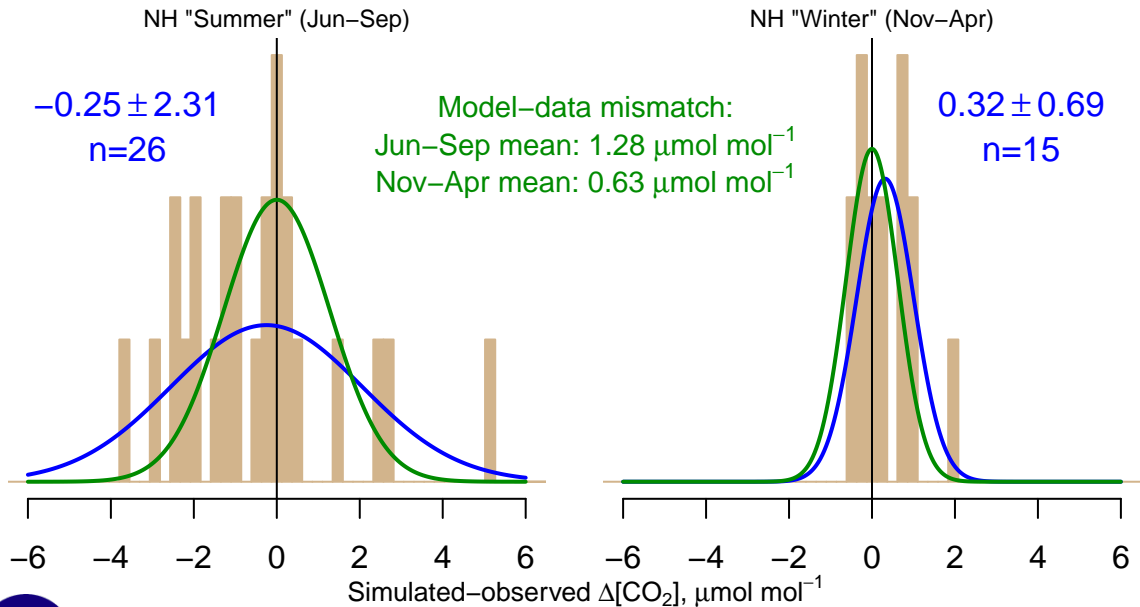 NH "Summer" (Jun−Sep)
−0.25 ± 2.31
n=26
Model−data mismatch:
Jun−Sep mean: 1.28 μmol mol⁻¹
Nov−Apr mean: 0.63 μmol mol⁻¹
NH "Winter" (Nov−Apr)
0.32 ± 0.69
n=15
−6 −4 −2 0 2 4 6
−6 −4 −2 0 2 4 6
Simulated−observed Δ[CO₂], μmol mol⁻¹